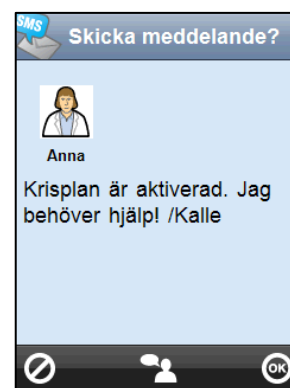 SMS
Skicka meddelande?
Anna
Krisplan är aktiverad. Jag
behöver hjälp! /Kalle
OK